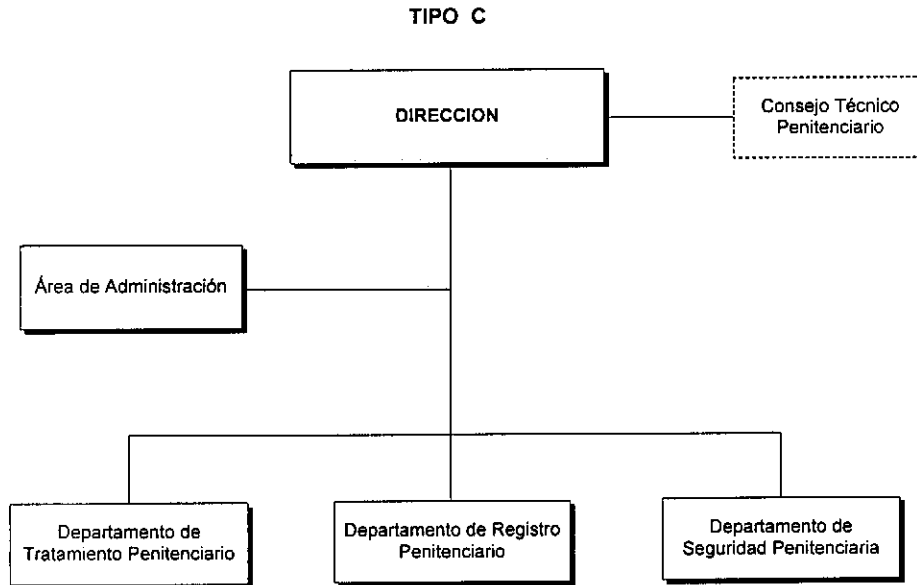 TIPO C
DIRECCION
Consejo Técnico
Penitenciario
Área de Administración
Departamento de
Tratamiento Penitenciario
Departamento de Registro
Penitenciario
Departamento de
Seguridad Penitenciaria